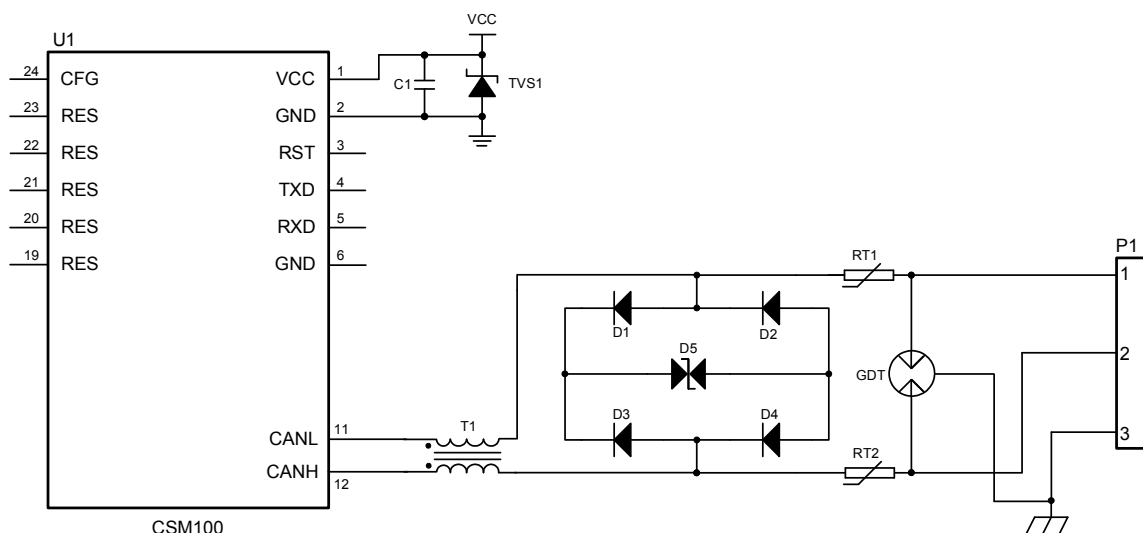 U1
VCC
24 CFG VCC 1
C1 TVS1
23 RES GND 2
22 RES RST 3
21 RES TXD 4
20 RES RXD 5
19 RES GND 6
RT1
P1
1
D1 D2
D5
2
GDT
D3 D4
T1
CANL 11
3
CANH 12
RT2
CSM100